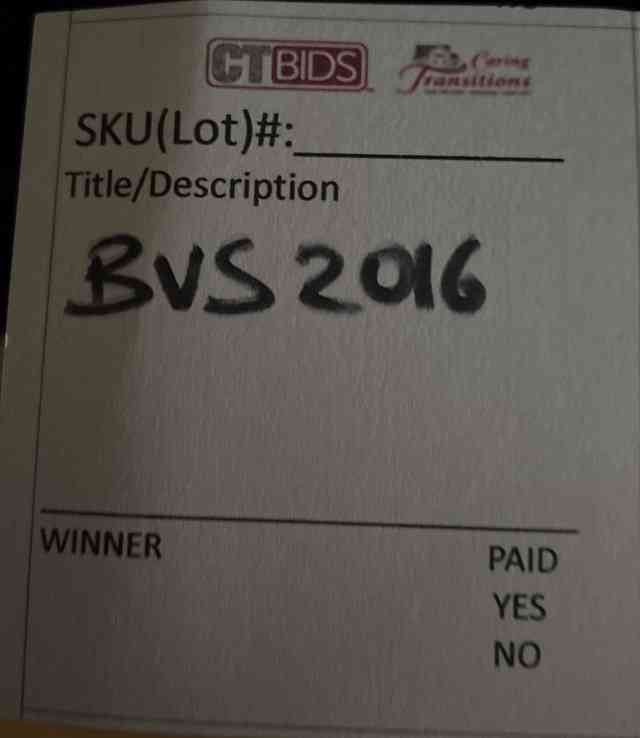 CTBIDS Caring Transitions
SKU(Lot)#:
Title/Description
BVS 2016
WINNER PAID
YES
NO